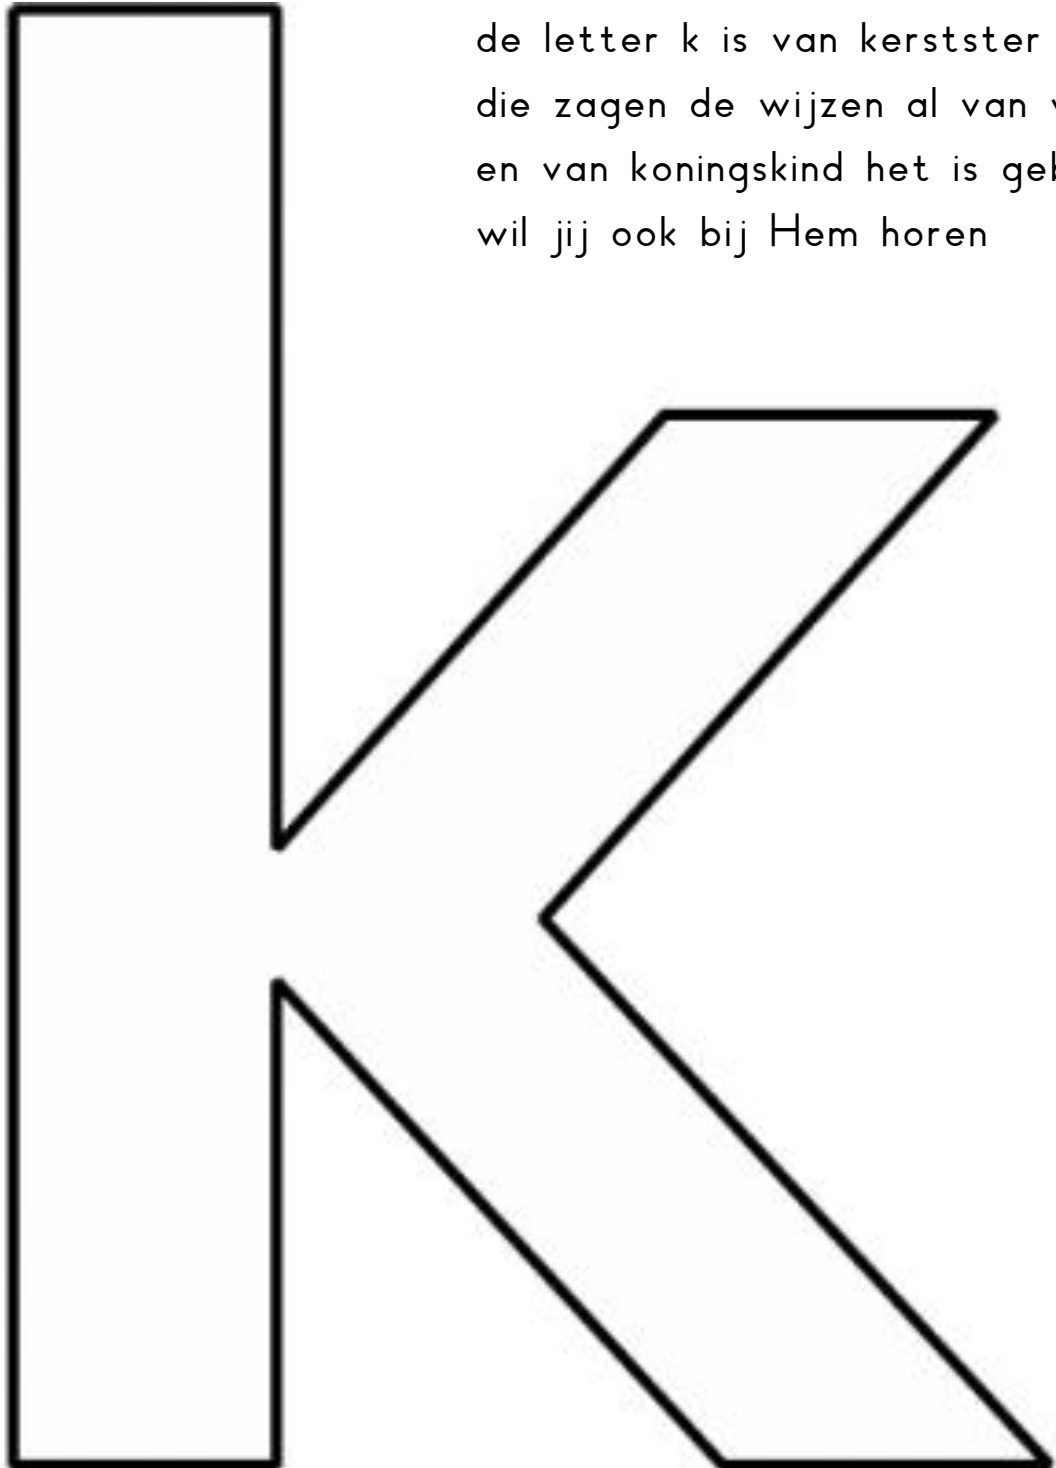 de letter k is van kerstster
die zagen de wijzen al van
en van koningskind het is
wil jij ook bij Hem horen
k